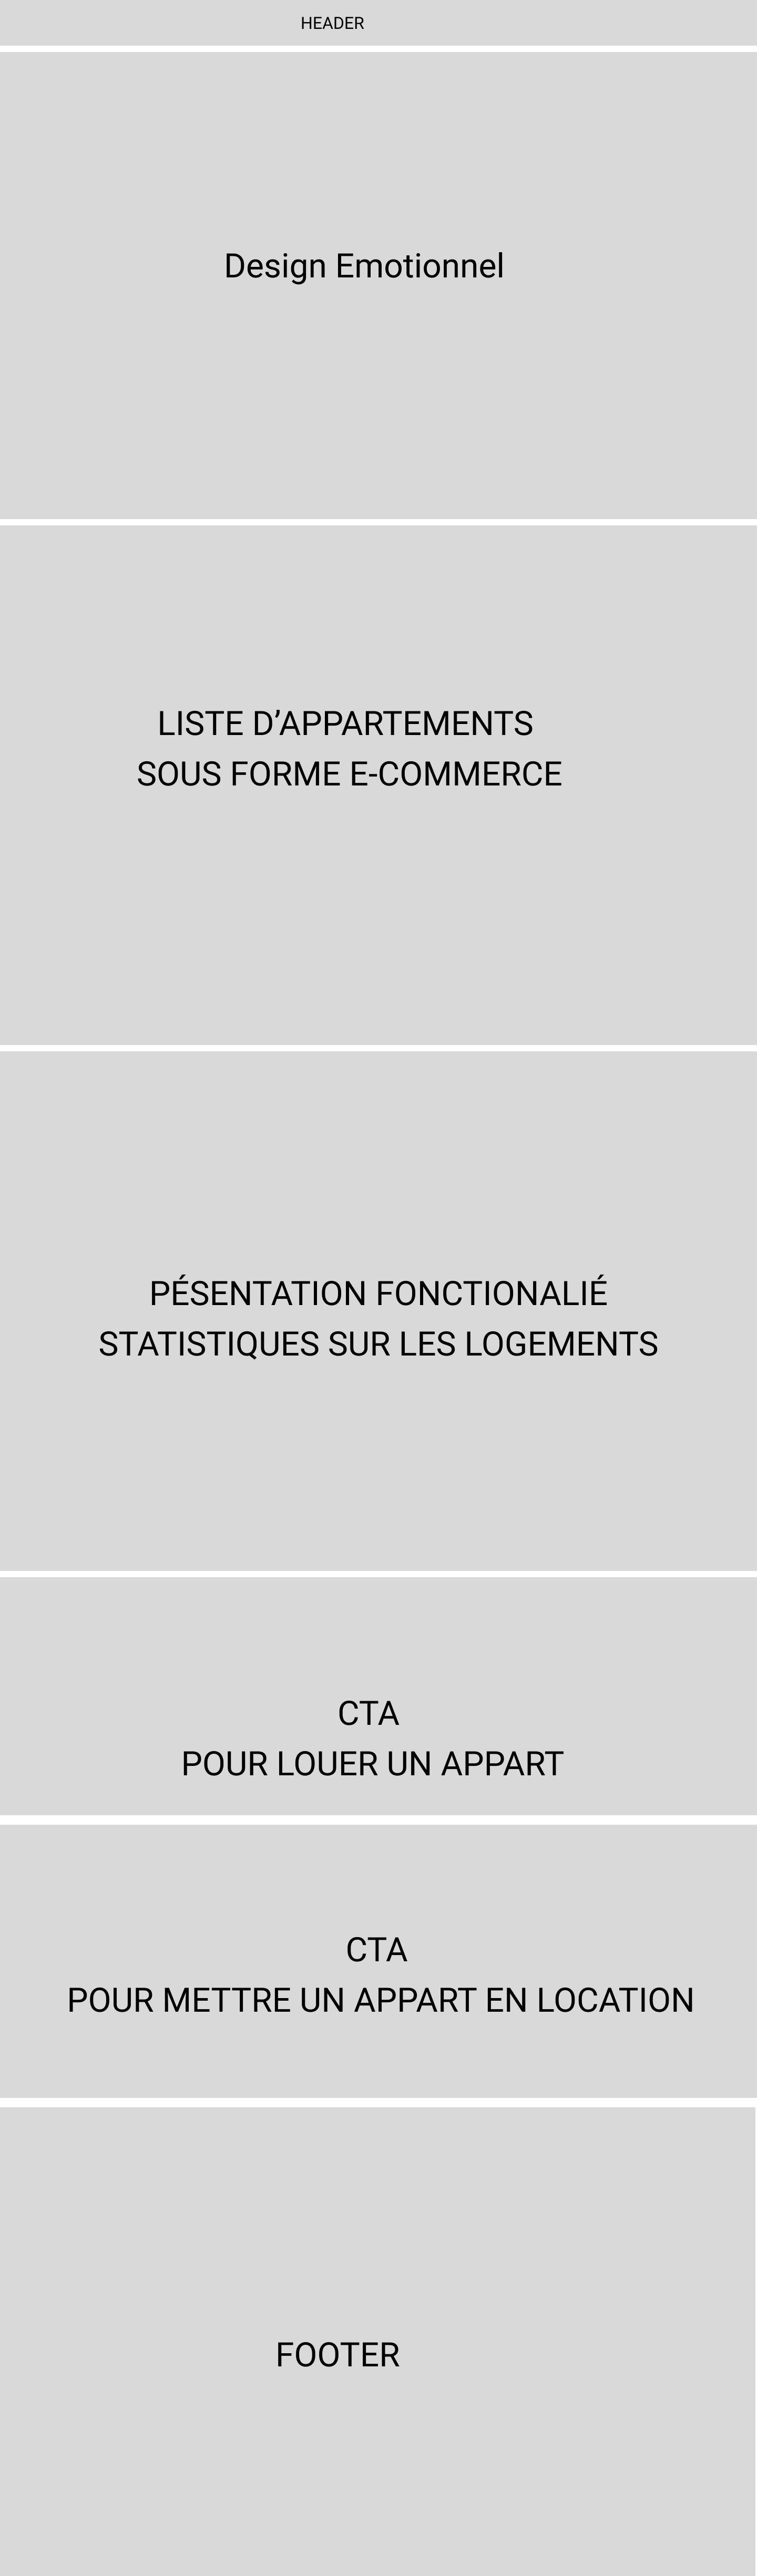 HEADER
Design Emotionnel
LISTE D’APPARTEMENTS
SOUS FORME E-COMMERCE
PÉSENTATION FONCTIONALIÉ
STATISTIQUES SUR LES LOGEMENTS
CTA
POUR LOUER UN APPART
CTA
POUR METTRE UN APPART EN LOCATION
FOOTER